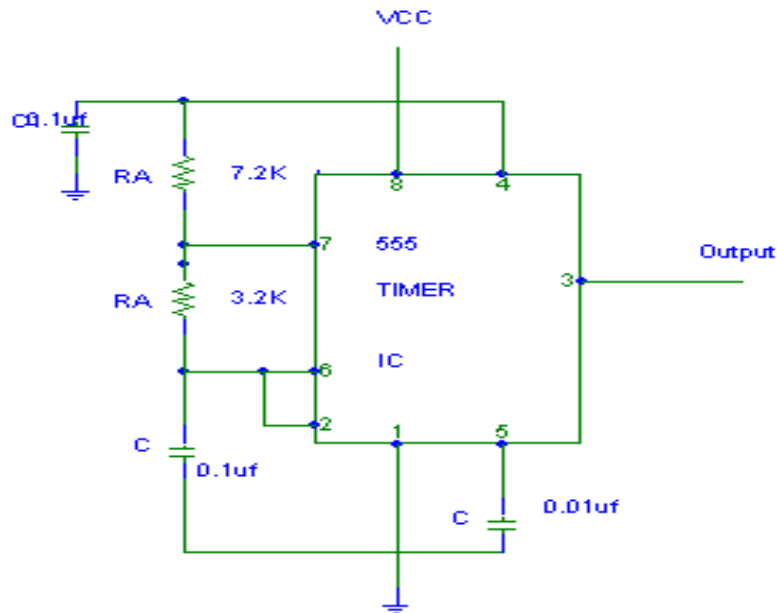 VCC
0.1uf
RA 7.2K
8 4
7 555
Output
RA 3.2K TIMER 3
6 IC
2
1 5
C 0.1uf
C 0.01uf